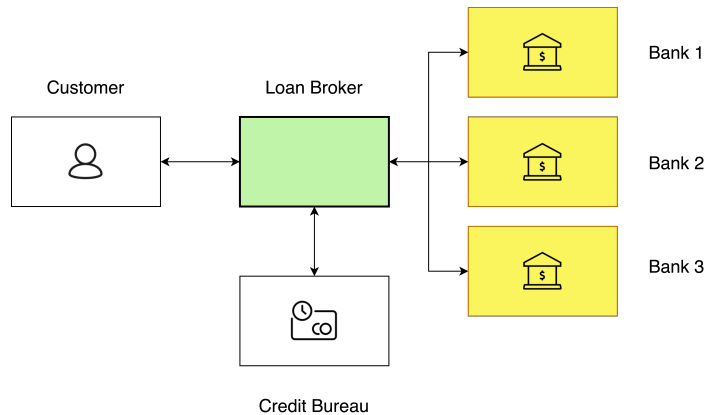 Customer
Loan Broker
Bank 1
$
Bank 2
$
Bank 3
$
Credit Bureau